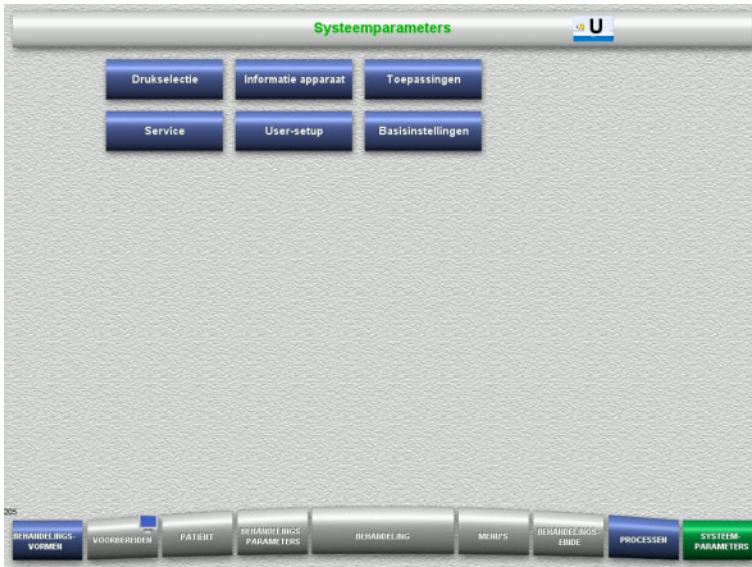 Systeemparameters
U
Drukselectie
Informatie apparaat
Toepassingen
Service
User-setup
Basisinstellingen
205
BEHANDELINGS-
VORMEN
VOORBEREIDEN
PATIËNT
BEHANDELINGS-
PARAMETERS
BEHANDELING
MENU'S
BEHANDELINGS-
EINDE
PROCESSEN
SYSTEEM-
PARAMETERS